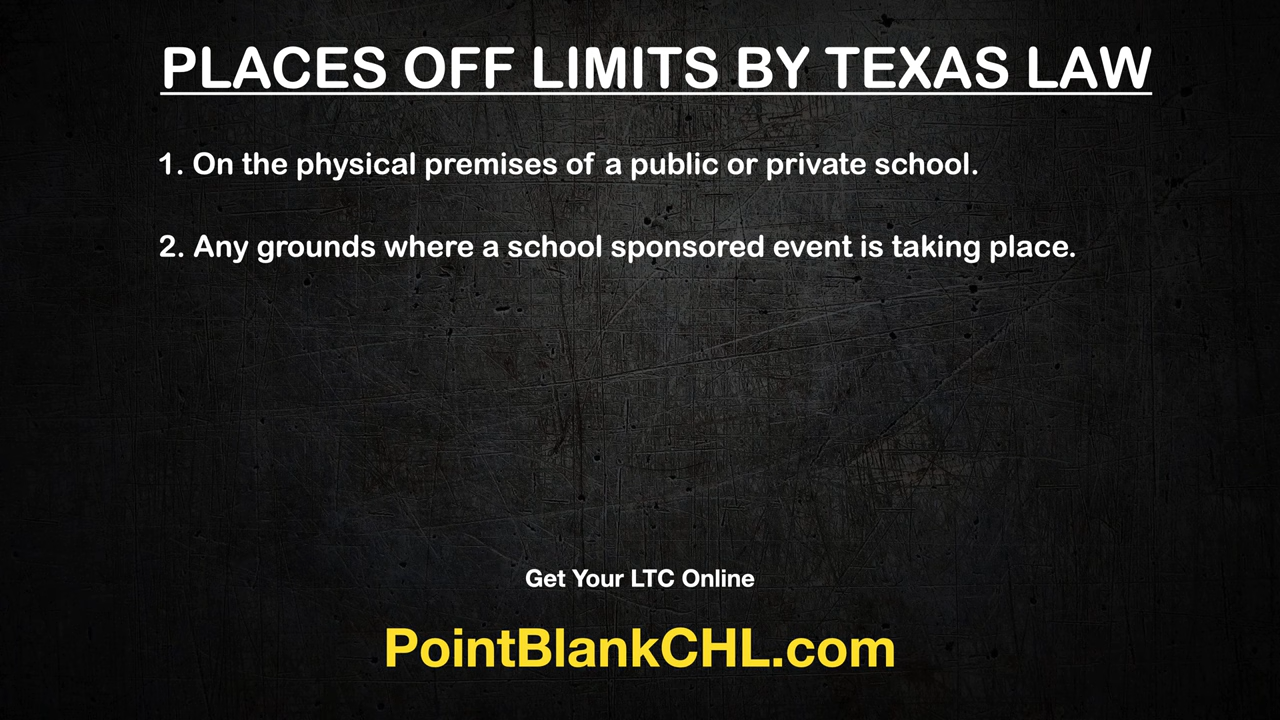 PLACES OFF LIMITS BY TEXAS LAW
1. On the physical premises of a public or private school.
2. Any grounds where a school sponsored event is taking place.
Get Your LTC Online
PointBlankCHL.com